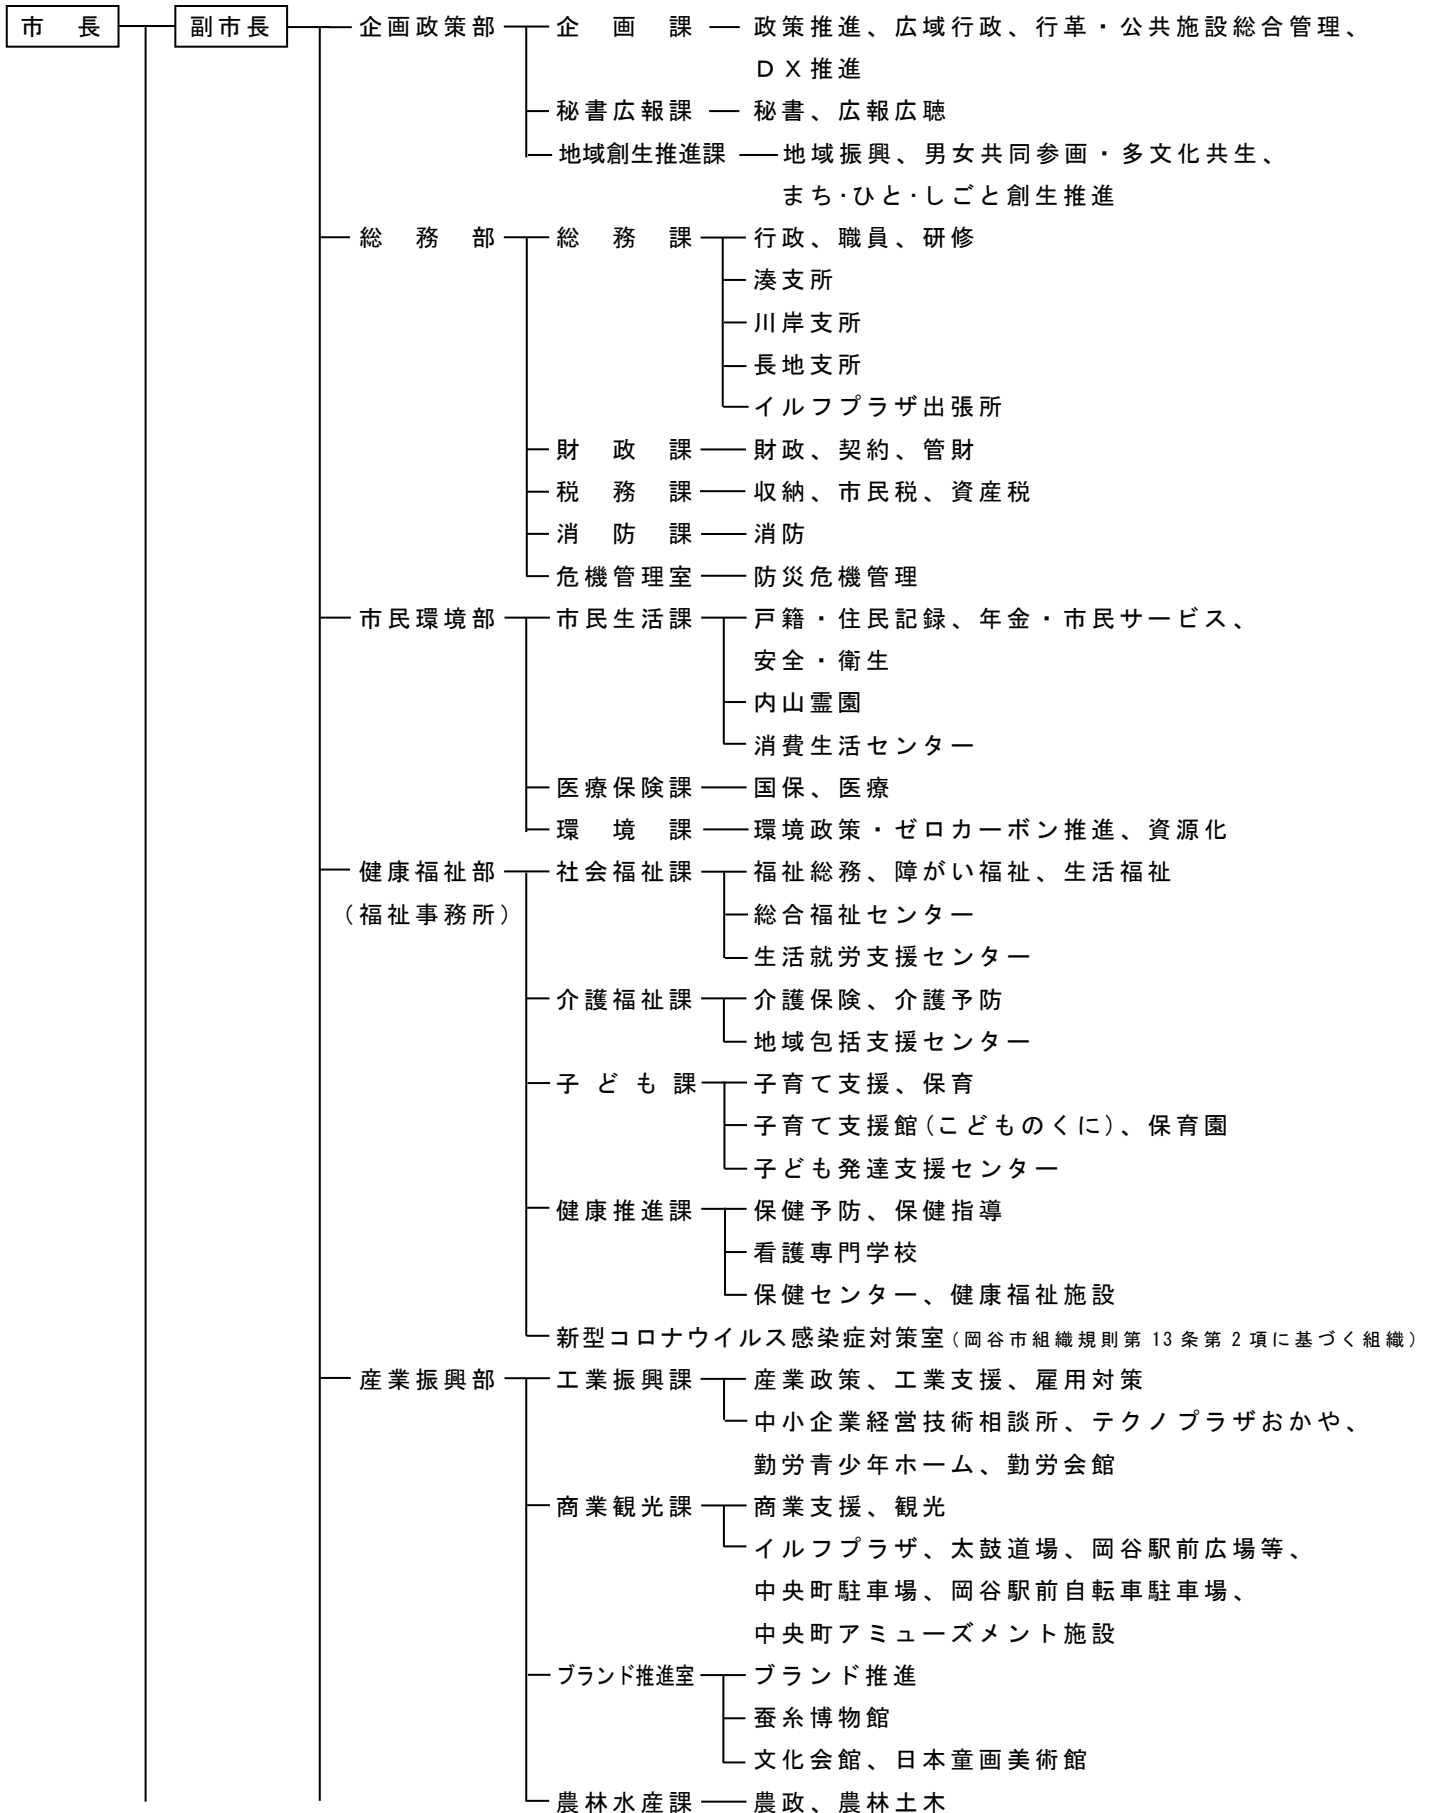 市　長 副市長 企画政策部 企　画　課 政策推進、広域行政、行革・公共施設総合管理、
ＤＸ推進
秘書広報課 秘書、広報広聴
地域創生推進課 地域振興、男女共同参画・多文化共生、
まち･ひと･しごと創生推進
総　務　部 総　務　課 行政、職員、研修
湊支所
川岸支所
長地支所
イルフプラザ出張所
財　政　課 財政、契約、管財
税　務　課 収納、市民税、資産税
消　防　課 消防
危機管理室 防災危機管理
市民環境部 市民生活課 戸籍・住民記録、年金・市民サービス、
安全・衛生
内山霊園
消費生活センター
医療保険課 国保、医療
環　境　課 環境政策・ゼロカーボン推進、資源化
健康福祉部 社会福祉課 福祉総務、障がい福祉、生活福祉
（福祉事務所） 総合福祉センター
生活就労支援センター
介護福祉課 介護保険、介護予防
地域包括支援センター
子ども課 子育て支援、保育
子育て支援館(こどものくに)、保育園
子ども発達支援センター
健康推進課 保健予防、保健指導
看護専門学校
保健センター、健康福祉施設
新型コロナウイルス感染症対策室（岡谷市組織規則第 13 条第 2 項に基づく組織）
産業振興部 工業振興課 産業政策、工業支援、雇用対策
中小企業経営技術相談所、テクノプラザおかや、
勤労青少年ホーム、勤労会館
商業観光課 商業支援、観光
イルフプラザ、太鼓道場、岡谷駅前広場等、
中央町駐車場、岡谷駅前自転車駐車場、
中央町アミューズメント施設
ブランド推進室 ブランド推進
蚕糸博物館
文化会館、日本童画美術館
農林水産課 農政、農林土木